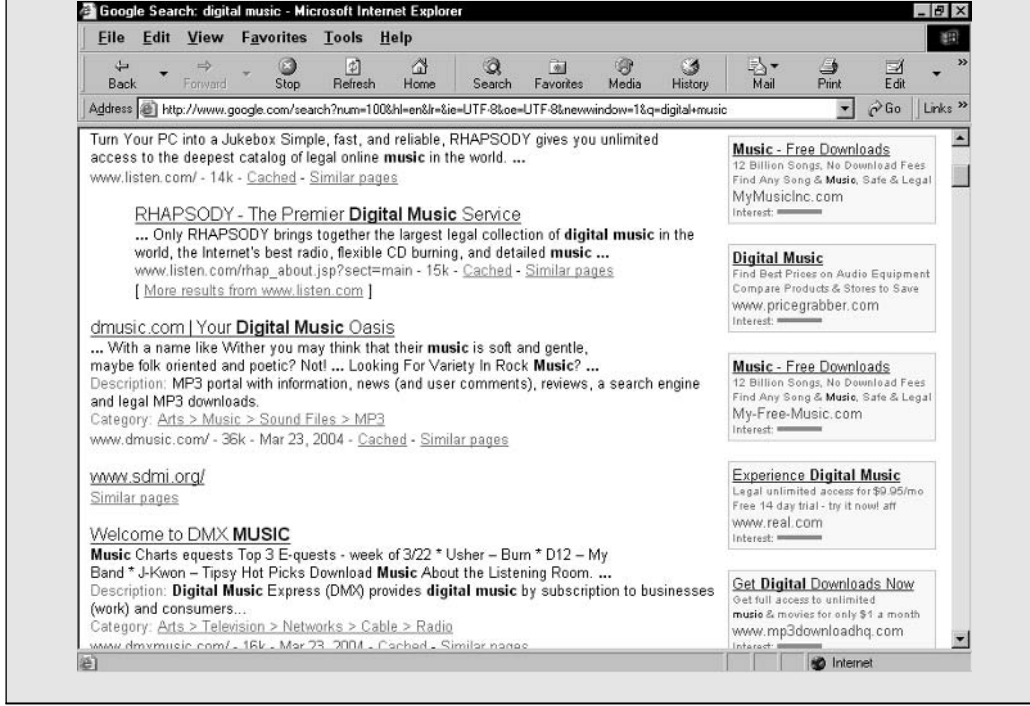 Google Search: digital music - Microsoft Internet Explorer
File Edit View Favorites Tools Help
Back Forward Stop Refresh Home Search Favorites Media History Mail Print Edit
Address http://www.google.com/search?num=100&hl=en&lr=&ie=UTF-8&oe=UTF-8&newwindow=1&q=digital+music Go Links
Turn Your PC into a Jukebox Simple, fast, and reliable, RHAPSODY gives you unlimited
access to the deepest catalog of legal online music in the world. ...
www.listen.com/ - 14k - Cached - Similar pages
RHAPSODY - The Premier Digital Music Service
... Only RHAPSODY brings together the largest legal collection of digital music in the
world, the Internet's best radio, flexible CD burning, and detailed music ...
www.listen.com/rhap_about.jsp?sect=main - 15k - Cached - Similar pages
[ More results from www.listen.com ]
dmusic.com | Your Digital Music Oasis
... With a name like Wither you may think that their music is soft and gentle,
maybe folk oriented and poetic? Not! ... Looking For Variety In Rock Music? ...
Description: MP3 portal with information, news (and user comments), reviews, a search engine
and legal MP3 downloads.
Category: Arts > Music > Sound Files > MP3
www.dmusic.com/ - 36k - Mar 23, 2004 - Cached - Similar pages
www.sdmi.org/
Similar pages
Welcome to DMX MUSIC
Music Charts equests Top 3 E-quests - week of 3/22 * Usher – Burn * D12 – My
Band * J-Kwon – Tipsy Hot Picks Download Music About the Listening Room. ...
Description: Digital Music Express (DMX) provides digital music by subscription to businesses
(work) and consumers...
Category: Arts > Television > Networks > Cable > Radio
www.dmxmusic.com/ - 16k - Mar 23, 2004 - Cached - Similar pages
Music - Free Downloads
12 Billion Songs, No Download Fees
Find Any Song & Music, Safe & Legal
MyMusicInc.com
Interest:
Digital Music
Find Best Prices on Audio Equipment
Compare Products & Stores to Save
www.pricegrabber.com
Interest:
Music - Free Downloads
12 Billion Songs, No Download Fees
Find Any Song & Music, Safe & Legal
My-Free-Music.com
Interest:
Experience Digital Music
Legal unlimited access for $9.95/mo
Free 14 day trial - try it now! aff
www.real.com
Interest:
Get Digital Downloads Now
Get full access to unlimited
music & movies for only $1 a month
www.mp3downloadhq.com
Interest:
Internet